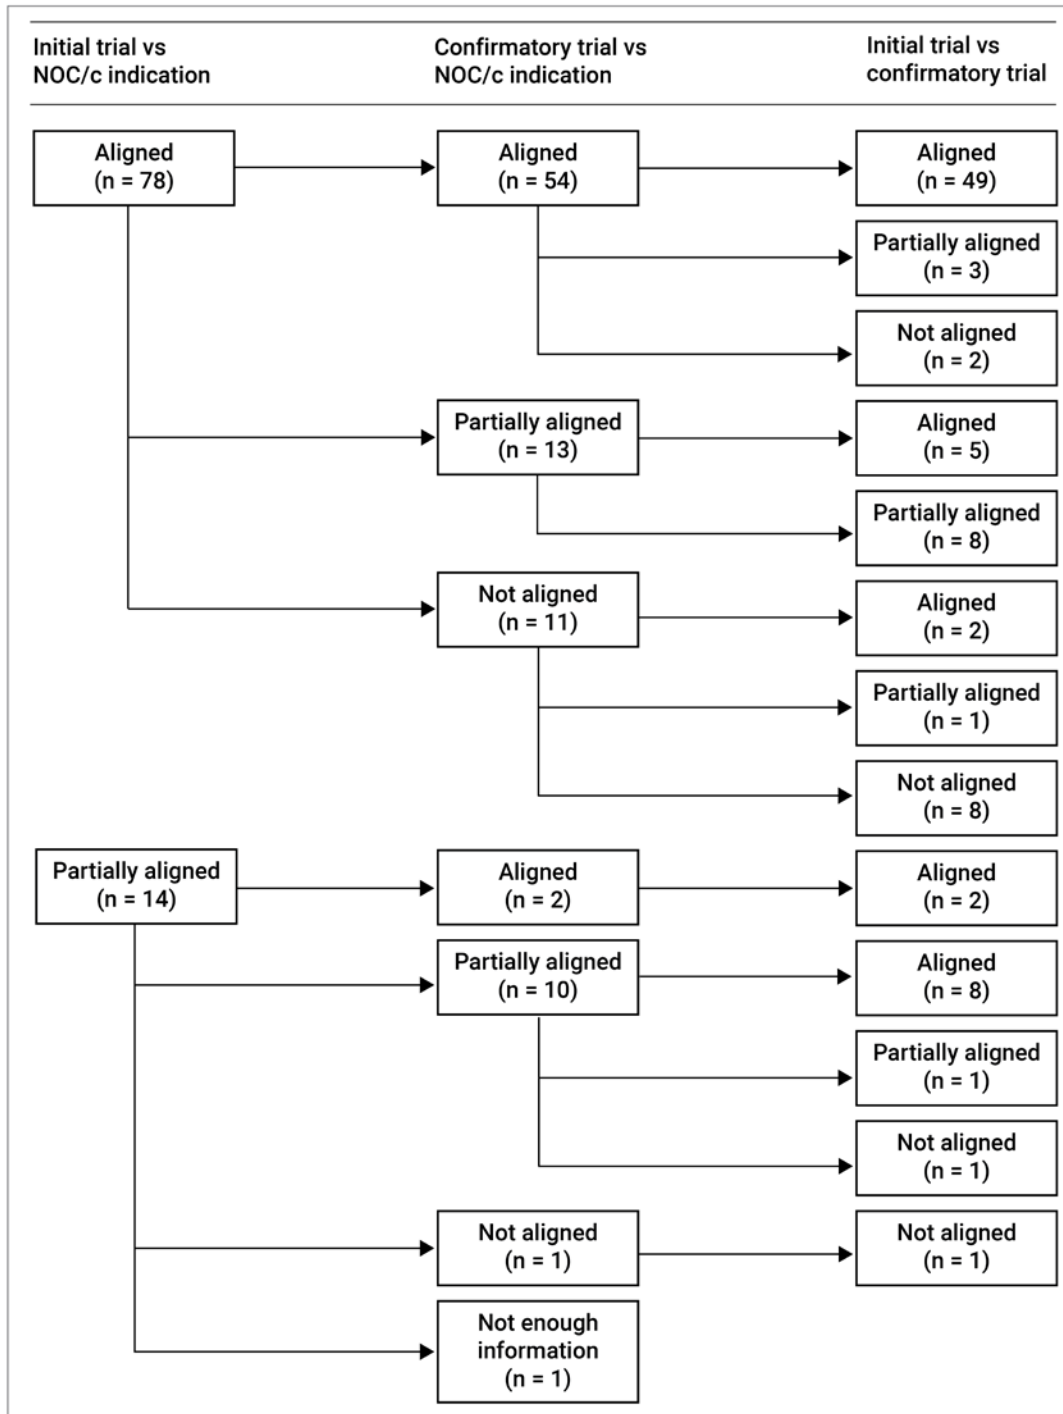 Initial trial vs
NOC/c indication
Confirmatory trial vs
NOC/c indication
Initial trial vs
confirmatory trial
Aligned
(n = 78)
Aligned
(n = 54)
Aligned
(n = 49)
Partially aligned
(n = 3)
Not aligned
(n = 2)
Partially aligned
(n = 13)
Aligned
(n = 5)
Partially aligned
(n = 8)
Not aligned
(n = 11)
Aligned
(n = 2)
Partially aligned
(n = 1)
Not aligned
(n = 8)
Partially aligned
(n = 14)
Aligned
(n = 2)
Aligned
(n = 2)
Partially aligned
(n = 10)
Aligned
(n = 8)
Partially aligned
(n = 1)
Not aligned
(n = 1)
Not aligned
(n = 1)
Not aligned
(n = 1)
Not enough
information
(n = 1)